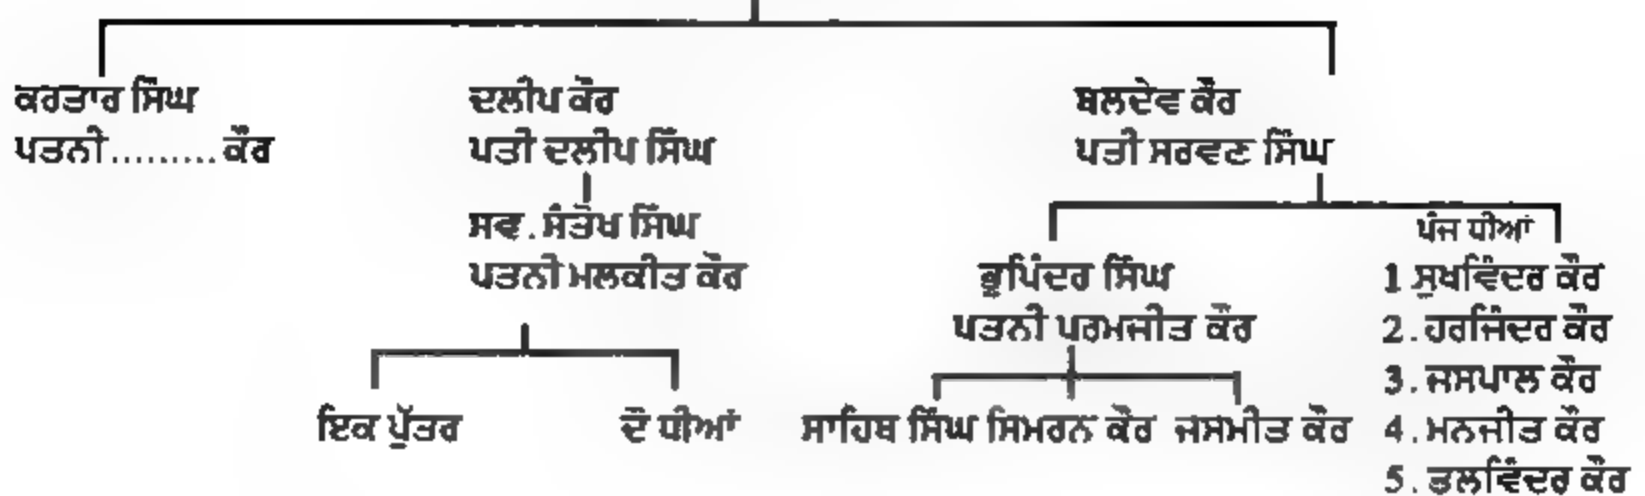 ਕਰਤਾਰ ਸਿੰਘ
ਪਤਨੀ.........ਕੌਰ
ਦਲੀਪ ਕੌਰ
ਪਤੀ ਦਲੀਪ ਸਿੰਘ
ਸਵ.ਸੰਤੋਖ ਸਿੰਘ
ਪਤਨੀ ਮਲਕੀਤ ਕੌਰ
ਇਕ ਪੁੱਤਰ
ਦੋ ਧੀਆਂ
ਬਲਦੇਵ ਕੌਰ
ਪਤੀ ਸਰਵਣ ਸਿੰਘ
ਭੂਪਿੰਦਰ ਸਿੰਘ
ਪਤਨੀ ਪਰਮਜੀਤ ਕੌਰ
ਸਾਹਿਬ ਸਿੰਘ ਸਿਮਰਨ ਕੌਰ ਜਸਮੀਤ ਕੌਰ
ਪੰਜ ਧੀਆਂ
1 ਸੁਖਵਿੰਦਰ ਕੌਰ
2. ਹਰਜਿੰਦਰ ਕੌਰ
3. ਜਸਪਾਲ ਕੌਰ
4. ਮਨਜੀਤ ਕੌਰ
5. ਤਲਵਿੰਦਰ ਕੌਰ